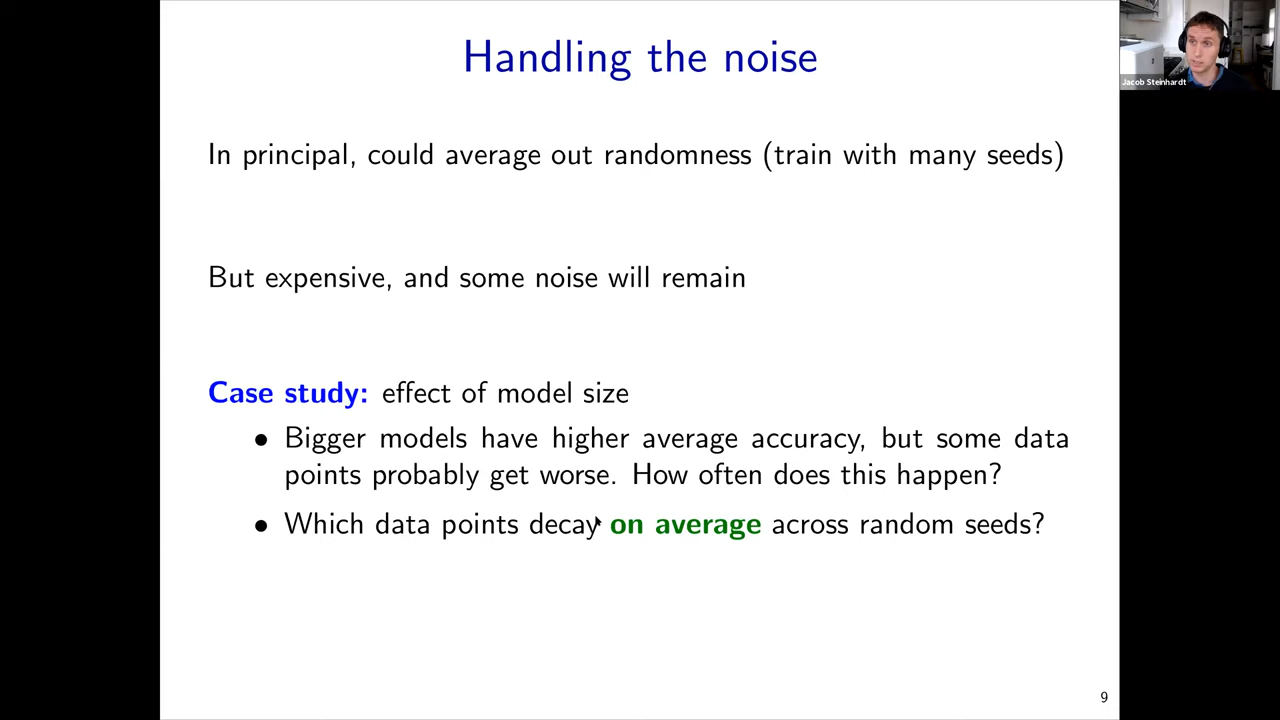 Handling the noise
Jacob Steinhardt
In principal, could average out randomness (train with many seeds)
But expensive, and some noise will remain
Case study: effect of model size
• Bigger models have higher average accuracy, but some data
points probably get worse. How often does this happen?
• Which data points decay on average across random seeds?
9